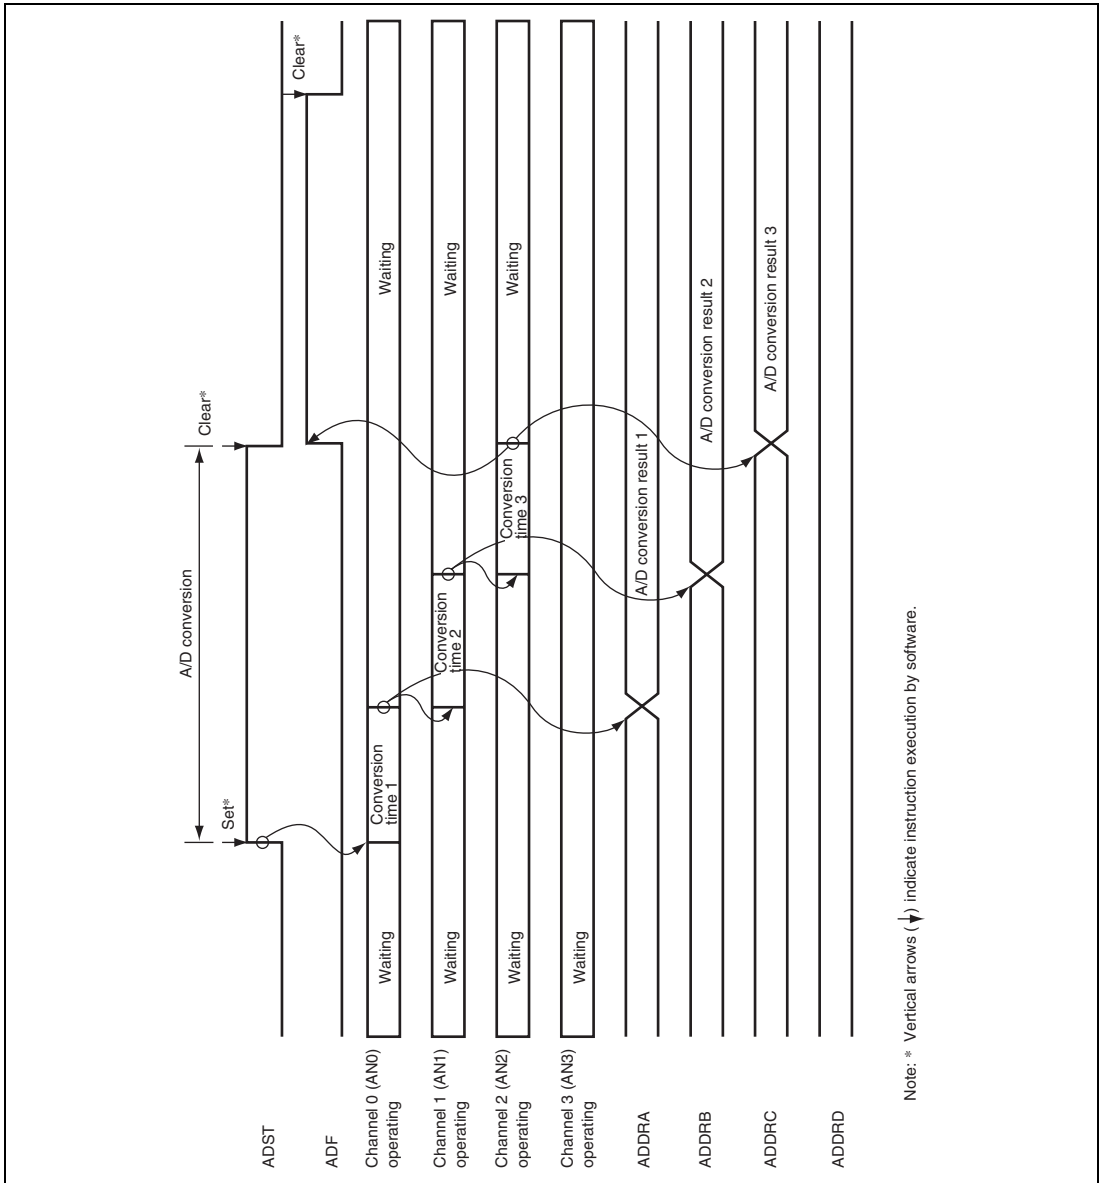 A/D conversion
Set*
Clear*
Clear*
ADST
ADF
Channel 0 (AN0)
operating
Waiting
Conversion
time 1
Waiting
Channel 1 (AN1)
operating
Waiting
Conversion
time 2
Waiting
Channel 2 (AN2)
operating
Waiting
Conversion
time 3
Waiting
Channel 3 (AN3)
operating
Waiting
ADDRA
A/D conversion result 1
ADDRB
A/D conversion result 2
ADDRC
A/D conversion result 3
ADDRD
Note: * Vertical arrows (↓) indicate instruction execution by software.